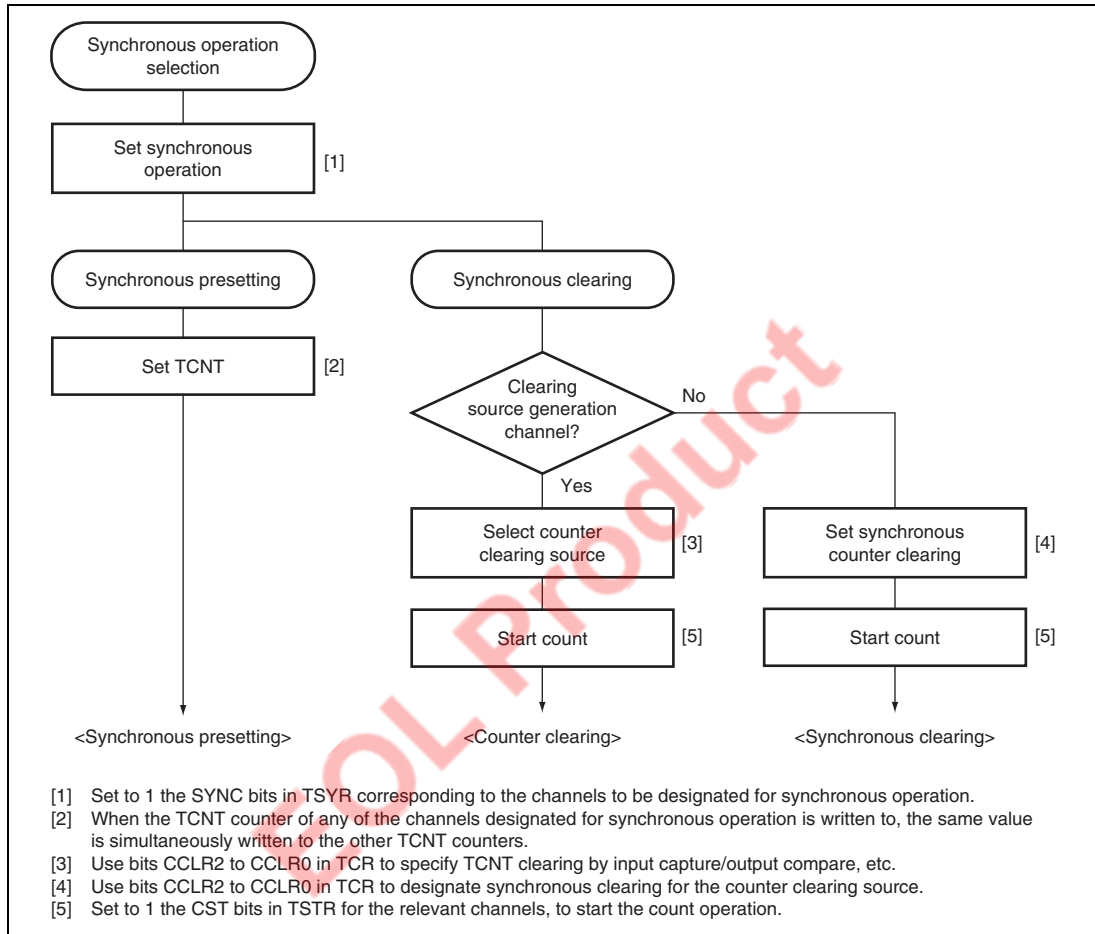 Synchronous operation
selection
Set synchronous
operation
[1]
Synchronous presetting
Synchronous clearing
Set TCNT
[2]
Clearing
source generation
channel?
No
Yes
Select counter
clearing source
[3]
Set synchronous
counter clearing
[4]
Start count
[5]
Start count
[5]
<Synchronous presetting>
<Counter clearing>
<Synchronous clearing>
[1] Set to 1 the SYNC bits in TSYR corresponding to the channels to be designated for synchronous operation.
[2] When the TCNT counter of any of the channels designated for synchronous operation is written to, the same value
is simultaneously written to the other TCNT counters.
[3] Use bits CCLR2 to CCLR0 in TCR to specify TCNT clearing by input capture/output compare, etc.
[4] Use bits CCLR2 to CCLR0 in TCR to designate synchronous clearing for the counter clearing source.
[5] Set to 1 the CST bits in TSTR for the relevant channels, to start the count operation.
EOL Product